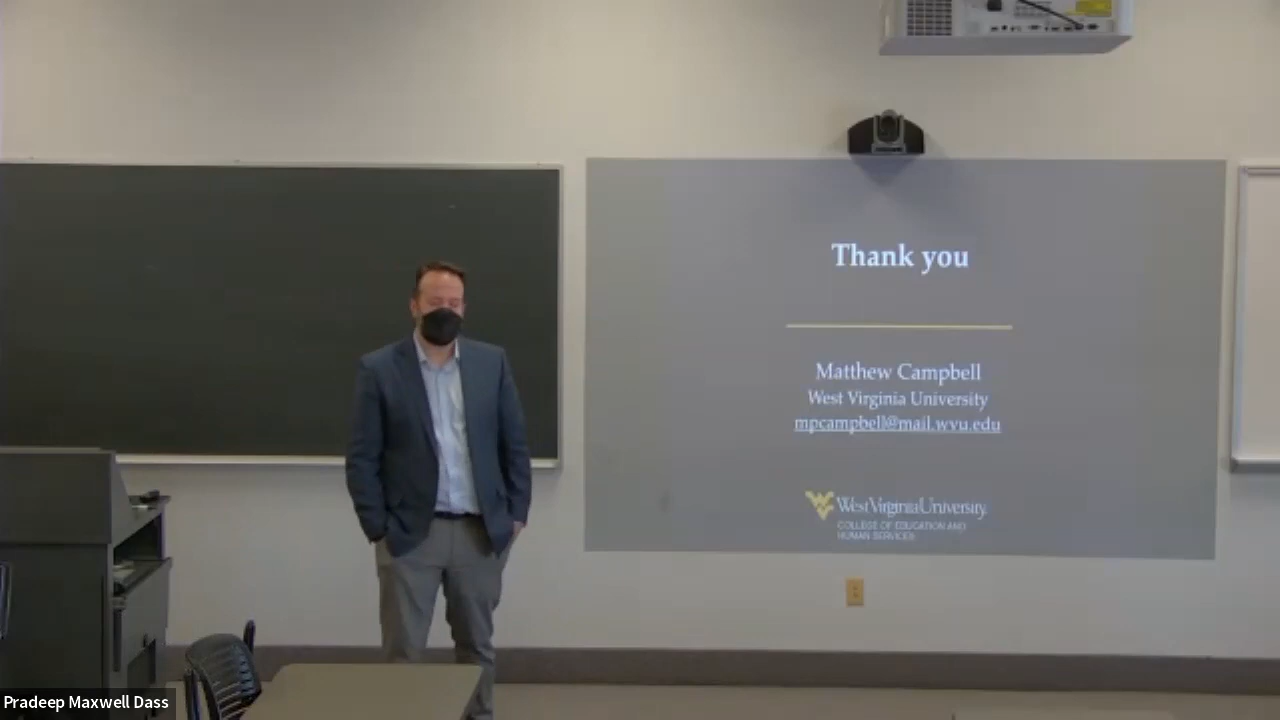 Thank you
Matthew Campbell
West Virginia University
mpcampbell@mail.wvu.edu
WestVirginiaUniversity
COLLEGE OF EDUCATION AND
HUMAN SERVICES
Pradeep Maxwell Dass